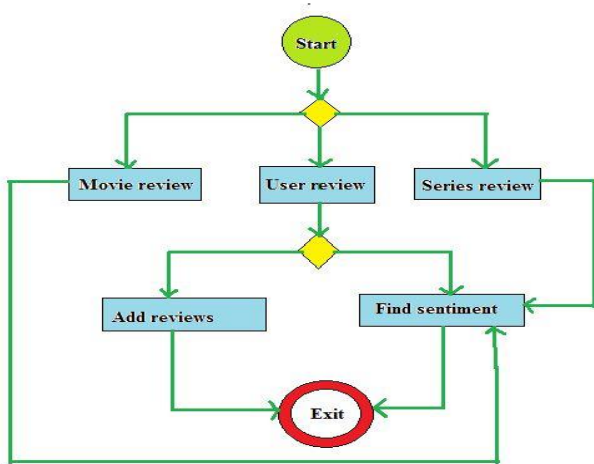 Start
Movie review
User review
Series review
Add reviews
Find sentiment
Exit